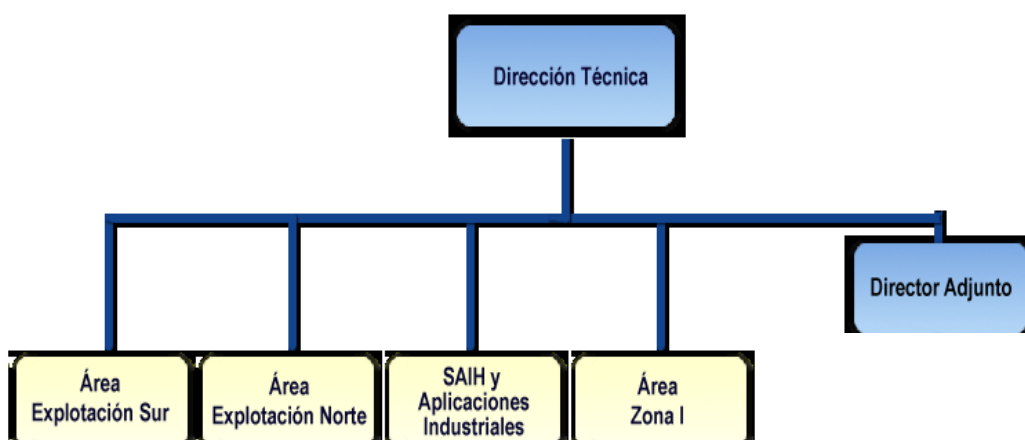 Dirección Técnica
Director Adjunto
Área
Explotación Sur
Área
Explotación Norte
SAIH y
Aplicaciones
Industriales
Área
Zona I